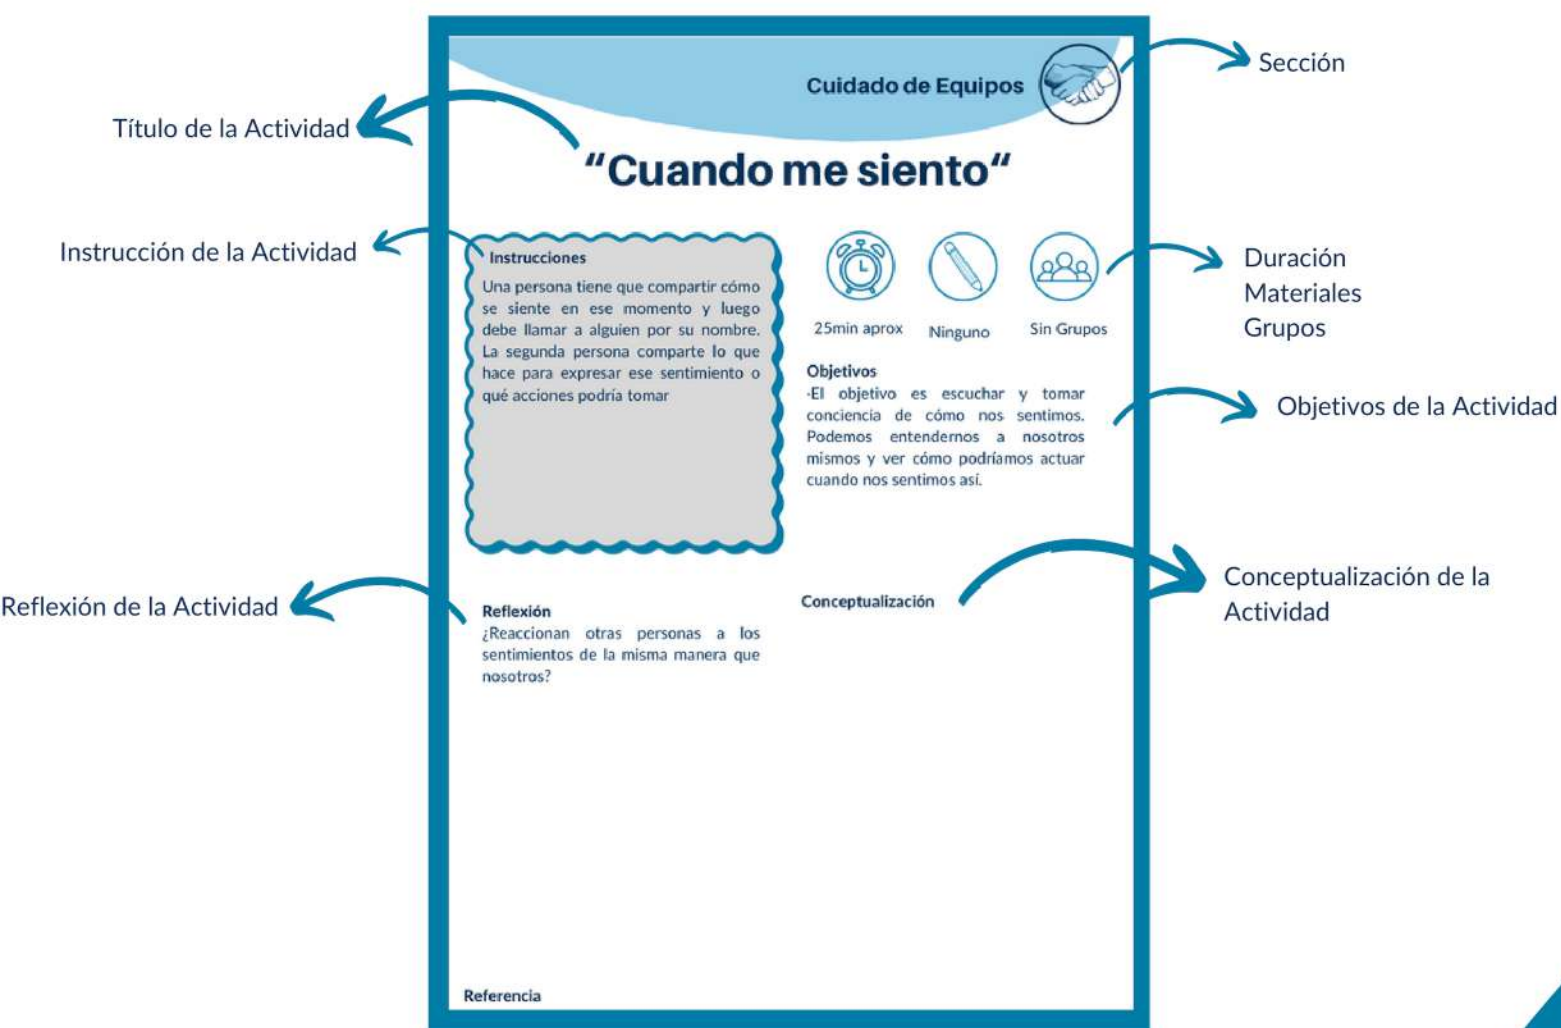 Cuidado de Equipos
Sección
Título de la Actividad
“Cuando me siento“
Instrucción de la Actividad
Instrucciones
Una persona tiene que compartir cómo
se siente en ese momento y luego
debe llamar a alguien por su nombre.
La segunda persona comparte lo que
hace para expresar ese sentimiento o
qué acciones podría tomar
25min aprox
Ninguno
Sin Grupos
Duración
Materiales
Grupos
Objetivos
-El objetivo es escuchar y tomar
conciencia de cómo nos sentimos.
Podemos entendernos a nosotros
mismos y ver cómo podríamos actuar
cuando nos sentimos así.
Objetivos de la Actividad
Reflexión de la Actividad
Reflexión
¿Reaccionan otras personas a los
sentimientos de la misma manera que
nosotros?
Conceptualización
Conceptualización de la
Actividad
Referencia